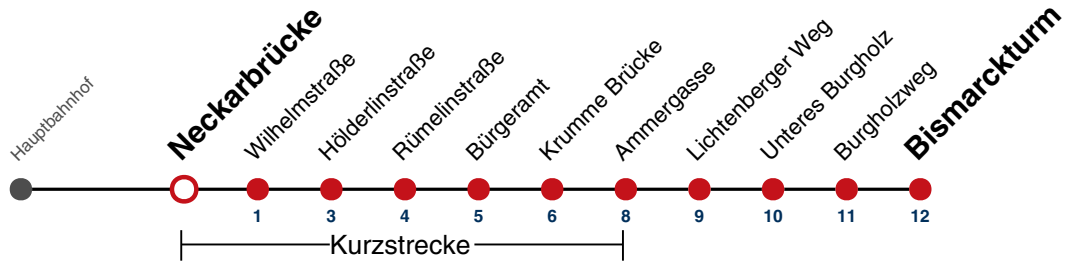 Hauptbahnhof
Neckarbrücke
Wilhelmstraße
Hölderlinstraße
Rümelinstraße
Bürgeramt
Krumme Brücke
Ammergasse
Lichtenberger Weg
Unteres Burgholz
Burgholzweg
Bismarckturm
1 3 4 5 6 8 9 10 11 12
Kurzstrecke